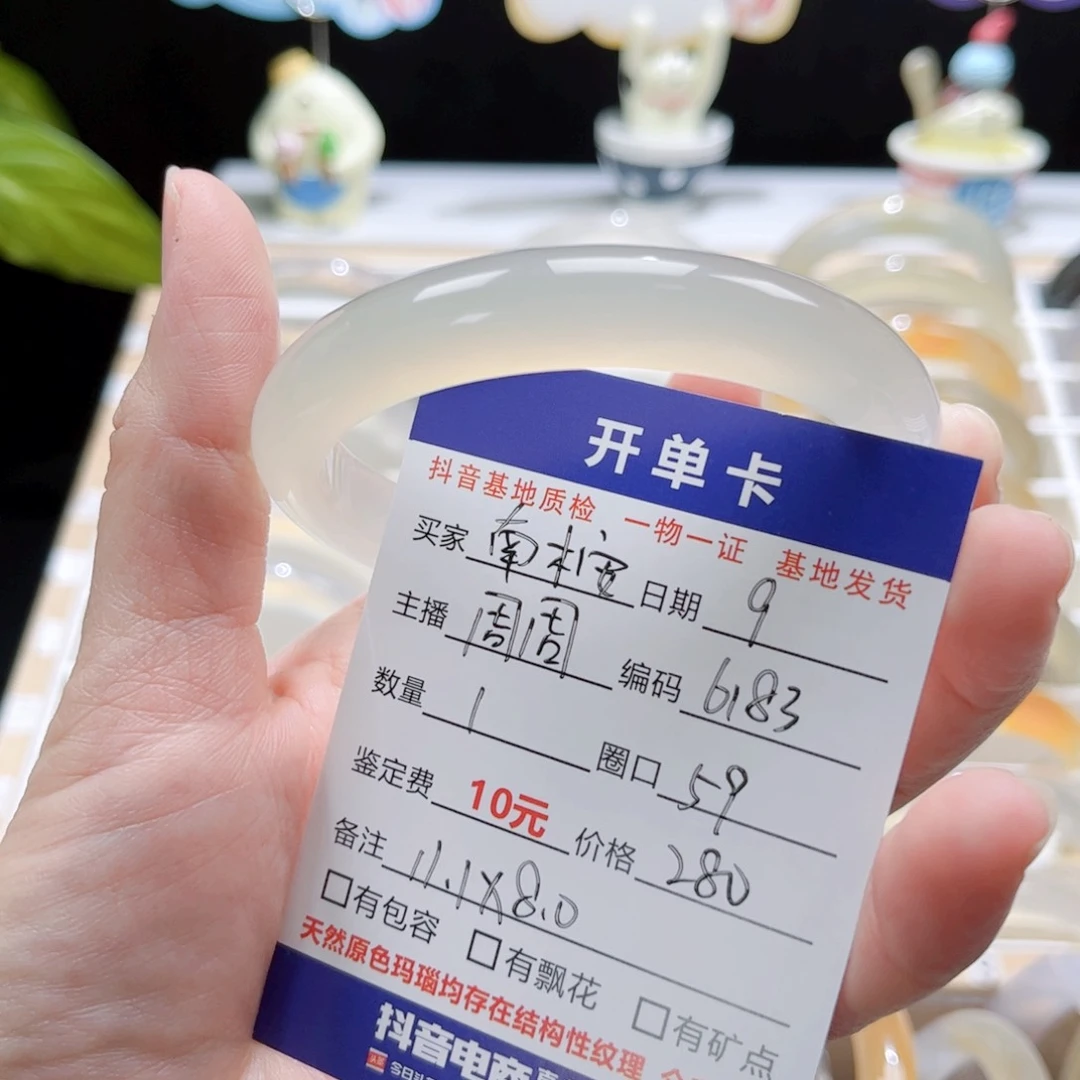 开单卡
抖音基地质检 一物一证 基地发货
买家 南桉 日期 9
主播 周周 编码 6183
数量 1 圈口 59
鉴定费 10元 价格 280
备注 11.1X8.0
□有包容 □有飘花 □有矿点
天然原色玛瑙均存在结构性纹理
抖音电商
今日